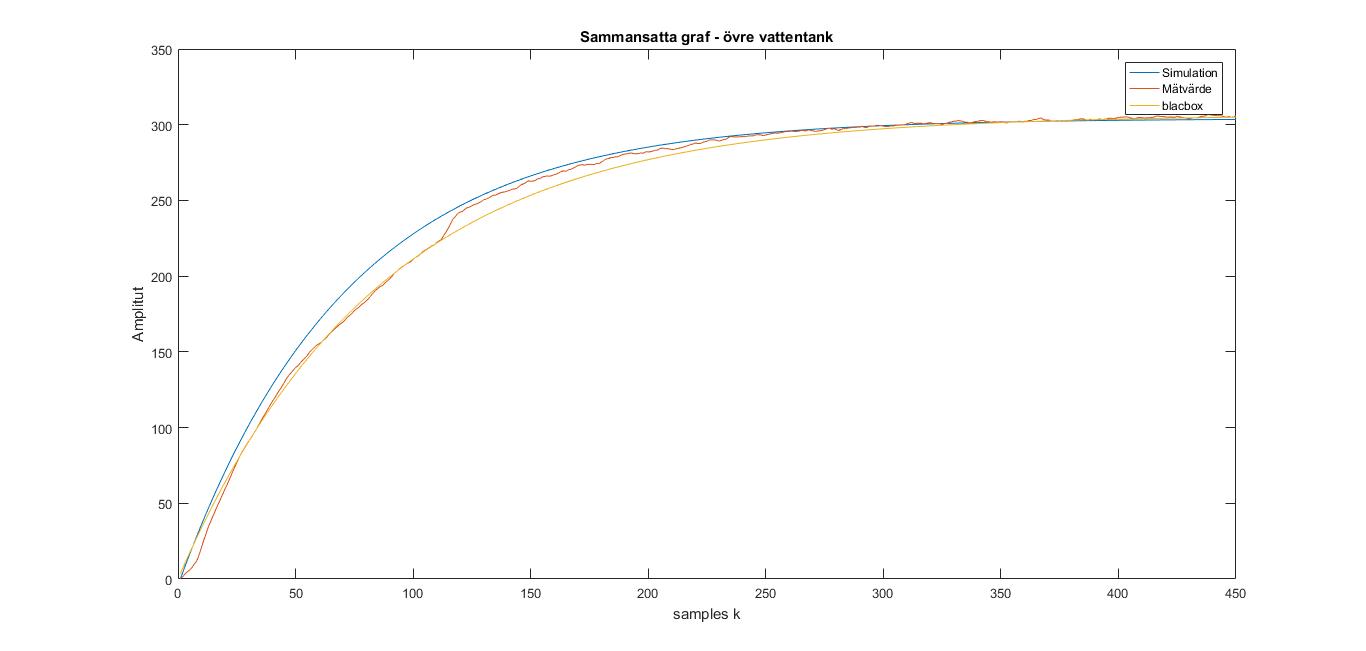 Sammansatta graf - övre vattentank
350
300
250
200
150
100
50
0
Amplitut
Simulation
Mätvärde
blacbox
0 50 100 150 200 250 300 350 400 450
samples k